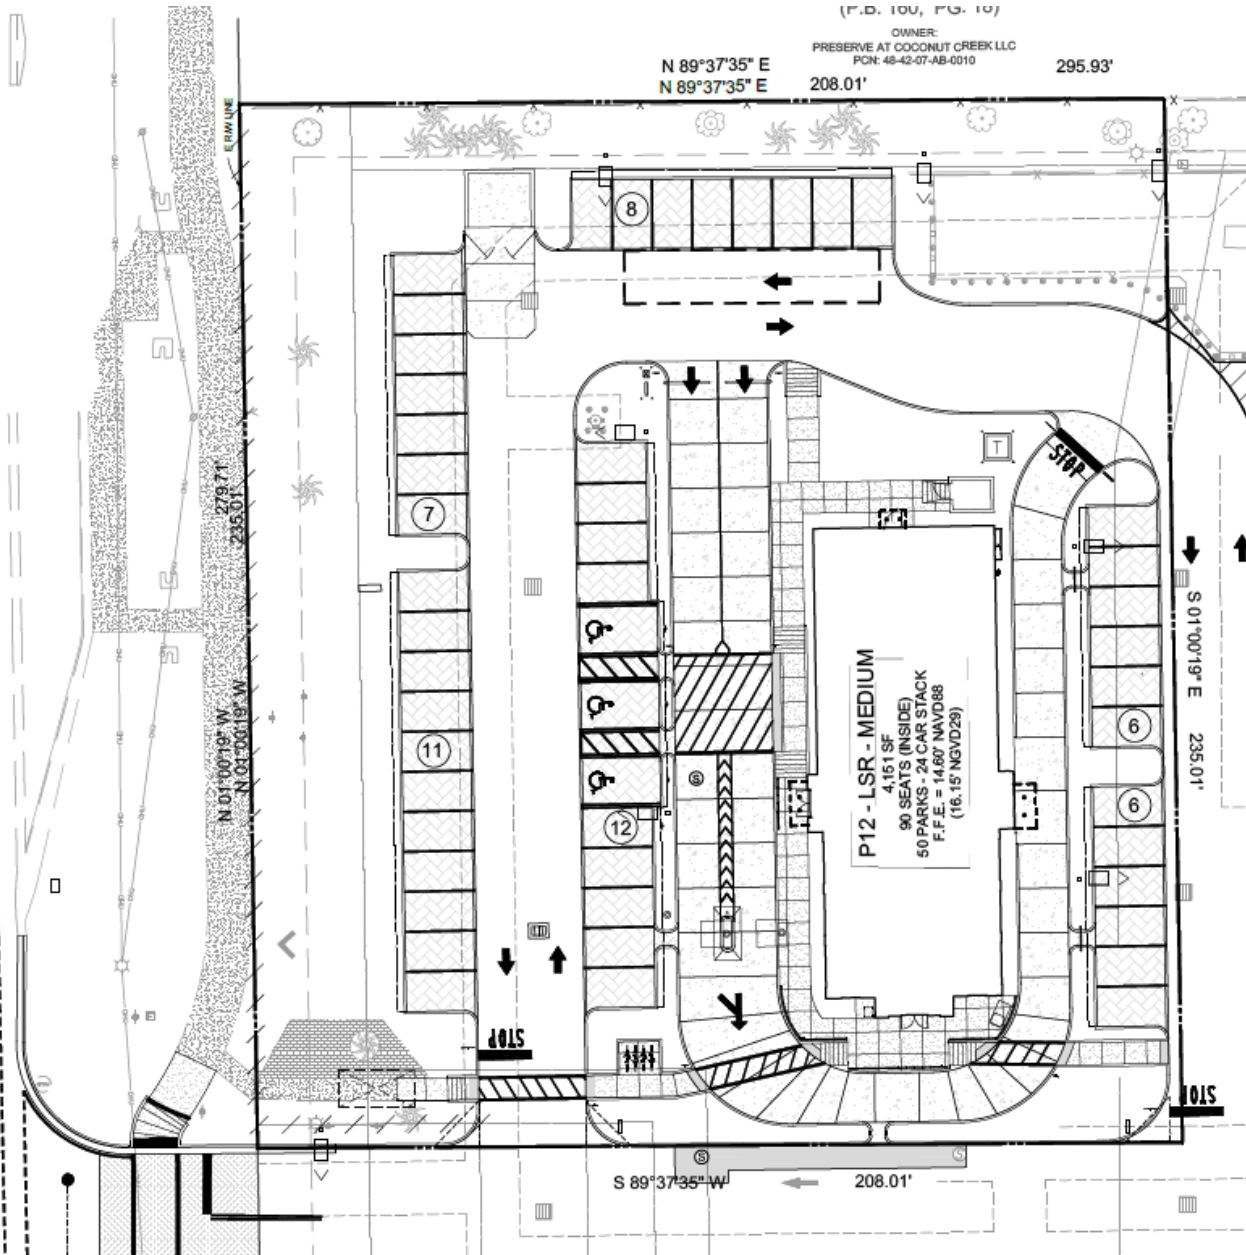 (P.B. 160, PG. 10)
OWNER:
PRESERVE AT COCONUT CREEK LLC
PCN: 48-42-07-AB-0010
N 89°37'35" E
295.93'
N 89°37'35" E
208.01'
E R/W LINE
8
T
STOP
7
279.71'
235.01'
S 01°00'19" E
235.01'
N 01°00'19" W
N 01°00'19" W
11
6
6
12
P12 - LSR - MEDIUM
4,151 SF
90 SEATS (INSIDE)
50 PARKS - 24 CAR STACK
F.F.E. = 14.60' NAVD88
(16.15' NGVD29)
S
STOP
STOP
S
S
S 89°37'35" W
208.01'